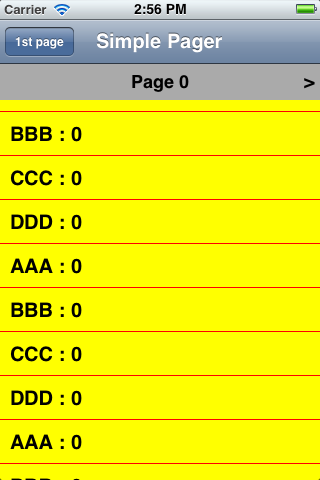 Carrier 2:56 PM
1st page Simple Pager
Page 0 >
BBB : 0
CCC : 0
DDD : 0
AAA : 0
BBB : 0
CCC : 0
DDD : 0
AAA : 0